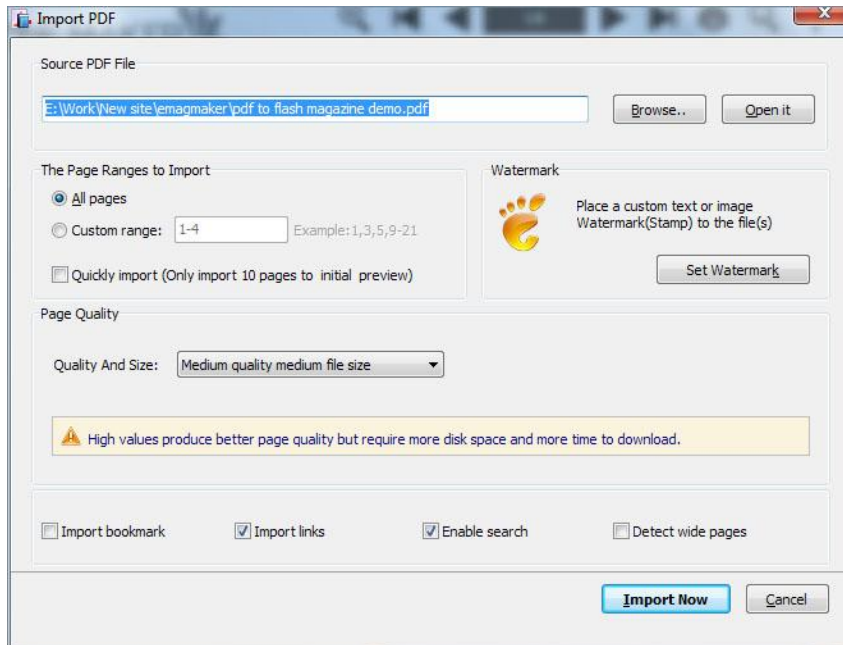 Import PDF
Source PDF File
E:\Work\New site\emagmaker\pdf to flash magazine demo.pdf
Browse..
Open it
The Page Ranges to Import
All pages
Custom range: 1-4 Example:1,3,5,9-21
Quickly import (Only import 10 pages to initial preview)
Watermark
Place a custom text or image
Watermark(Stamp) to the file(s)
Set Watermark
Page Quality
Quality And Size: Medium quality medium file size
High values produce better page quality but require more disk space and more time to download.
Import bookmark
Import links
Enable search
Detect wide pages
Import Now
Cancel